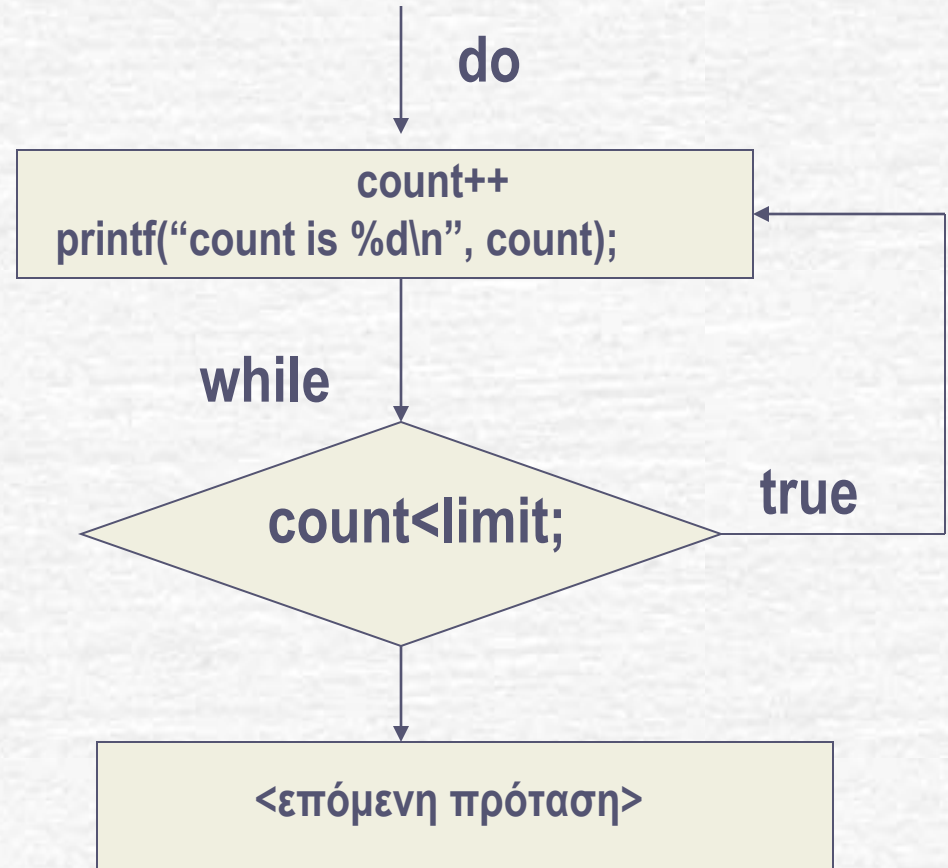 do
count++
printf(“count is %d\n”, count);
while
count<limit;
true
<επόμενη πρόταση>